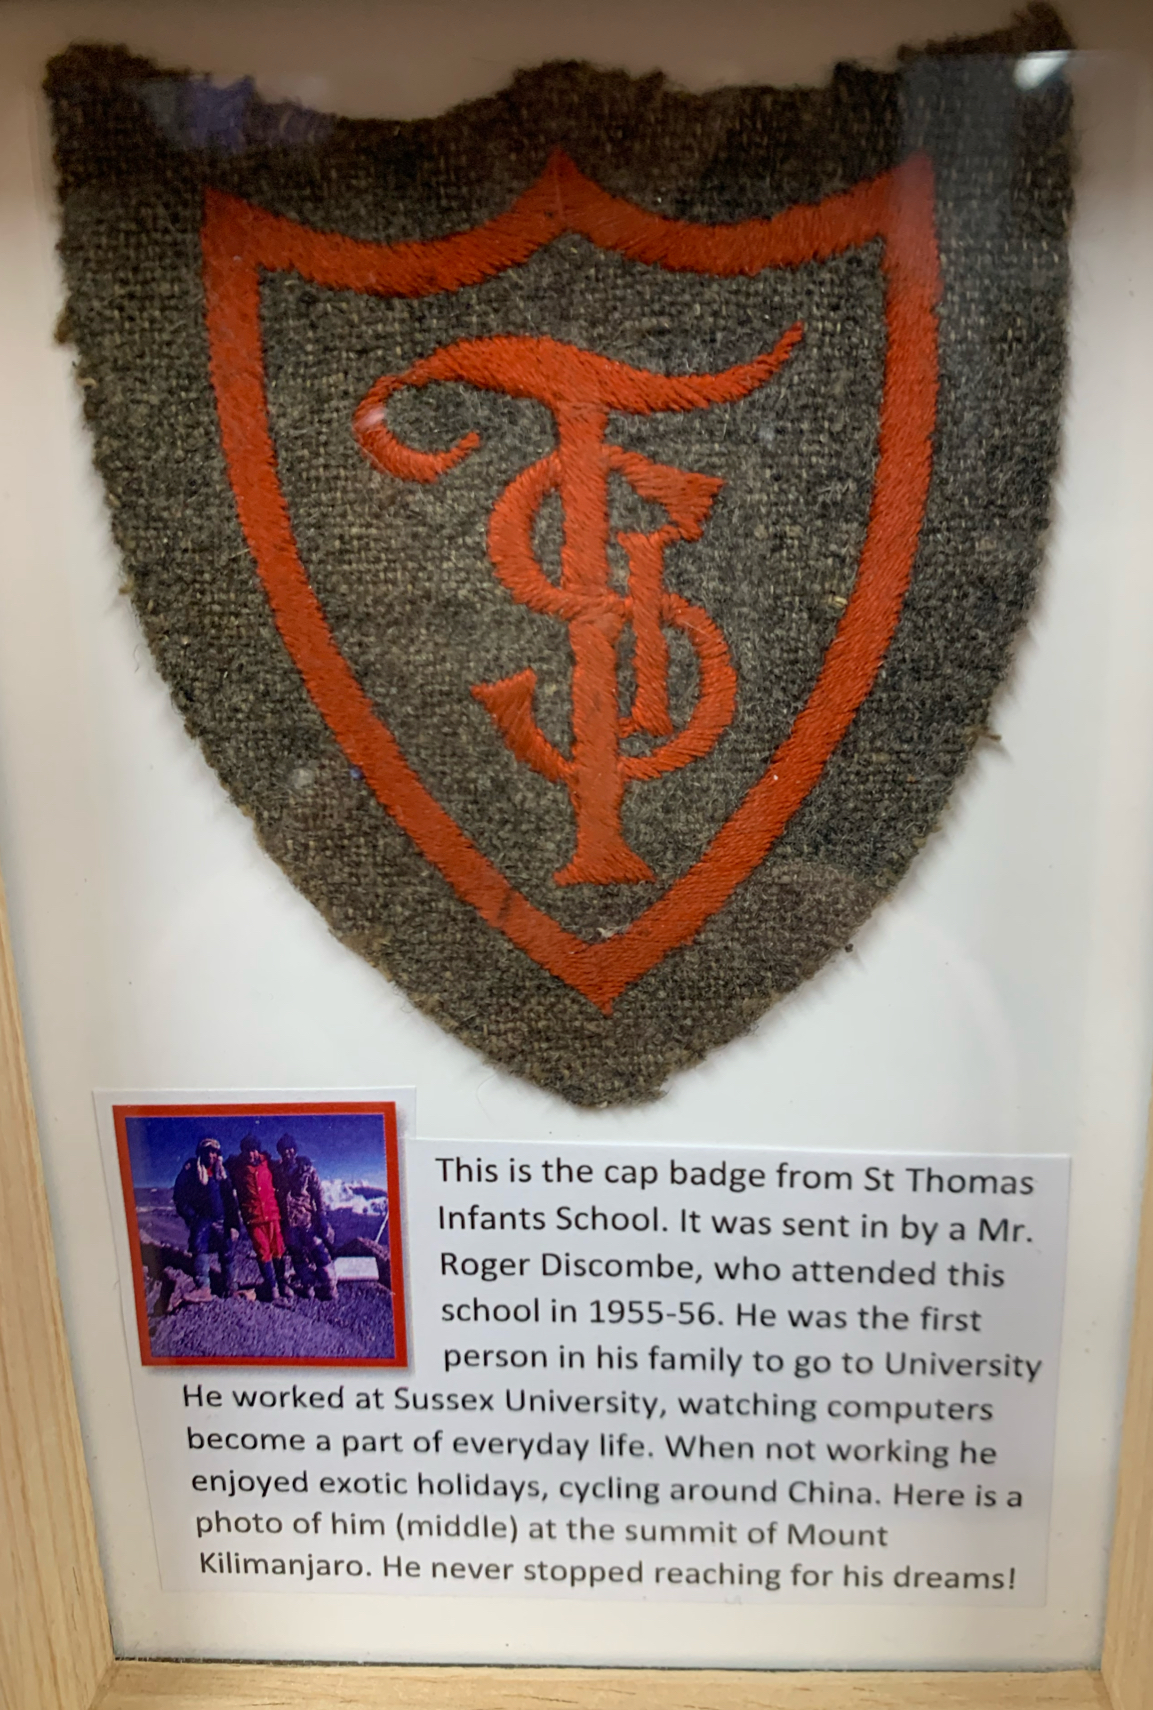 STI
This is the cap badge from St Thomas
Infants School. It was sent in by a Mr.
Roger Discombe, who attended this
school in 1955-56. He was the first
person in his family to go to University
He worked at Sussex University, watching computers
become a part of everyday life. When not working he
enjoyed exotic holidays, cycling around China. Here is a
photo of him (middle) at the summit of Mount
Kilimanjaro. He never stopped reaching for his dreams!